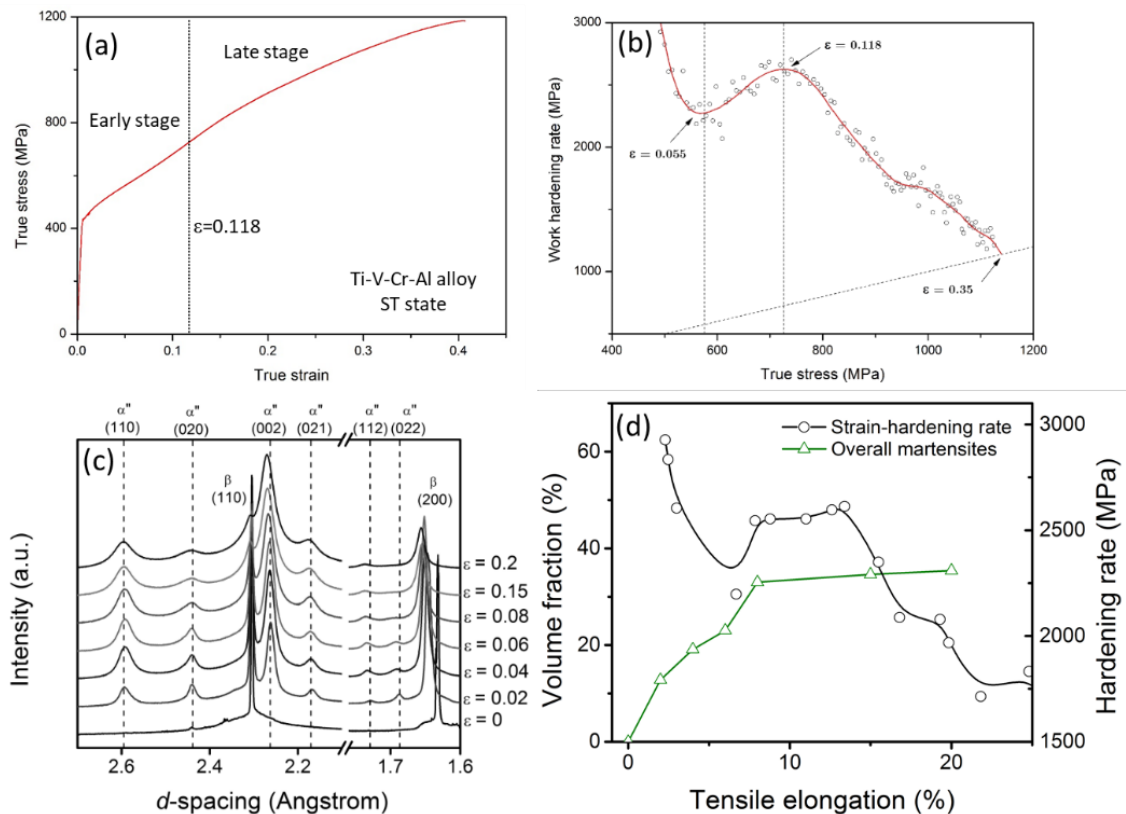 (a)
1200
800
400
0
True stress (MPa)
Late stage
Early stage
ε=0.118
Ti-V-Cr-Al alloy
ST state
0.0 0.1 0.2 0.3 0.4
True strain
(b)
3000
2000
1000
Work hardening rate (MPa)
ε = 0.118
ε = 0.055
ε = 0.35
400 600 800 1000 1200
True stress (MPa)
(c)
α" α" α" α" α" α"
(110) (020) (002) (021) (112) (022)
β
(110)
β
(200)
ε = 0.2
ε = 0.15
ε = 0.08
ε = 0.06
ε = 0.04
ε = 0.02
ε = 0
Intensity (a.u.)
2.6 2.4 2.2 1.7 1.6
d-spacing (Angstrom)
(d)
Strain-hardening rate
Overall martensites
60
40
20
0
Volume fraction (%)
3000
2500
2000
1500
Hardening rate (MPa)
0 10 20
Tensile elongation (%)